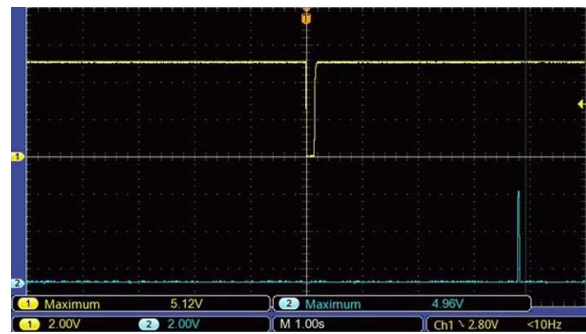 T
1
2
1 Maximum 5.12V 2 Maximum 4.96V
1 2.00V 2 2.00V M 1.00s Ch1 \ 2.80V <10Hz